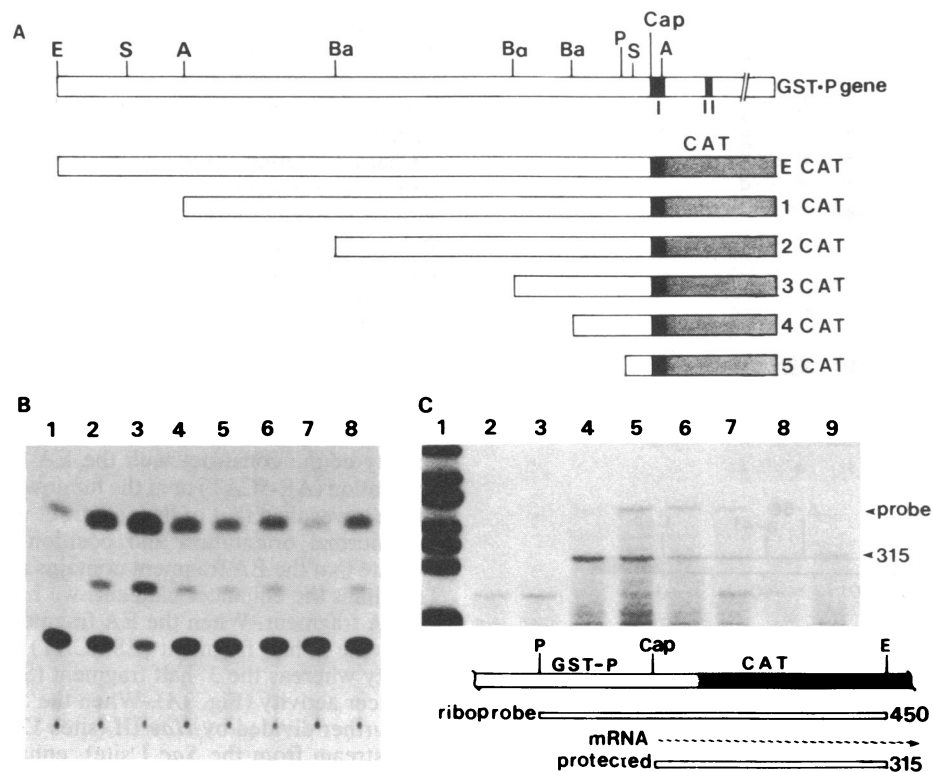 A
E S A Ba Ba Ba P S Cap A
GST·P gene
I II
CAT
E CAT
1 CAT
2 CAT
3 CAT
4 CAT
5 CAT
B
1 2 3 4 5 6 7 8
C
1 2 3 4 5 6 7 8 9
probe
315
P Cap E
GST-P CAT
riboprobe 450
mRNA
protected 315